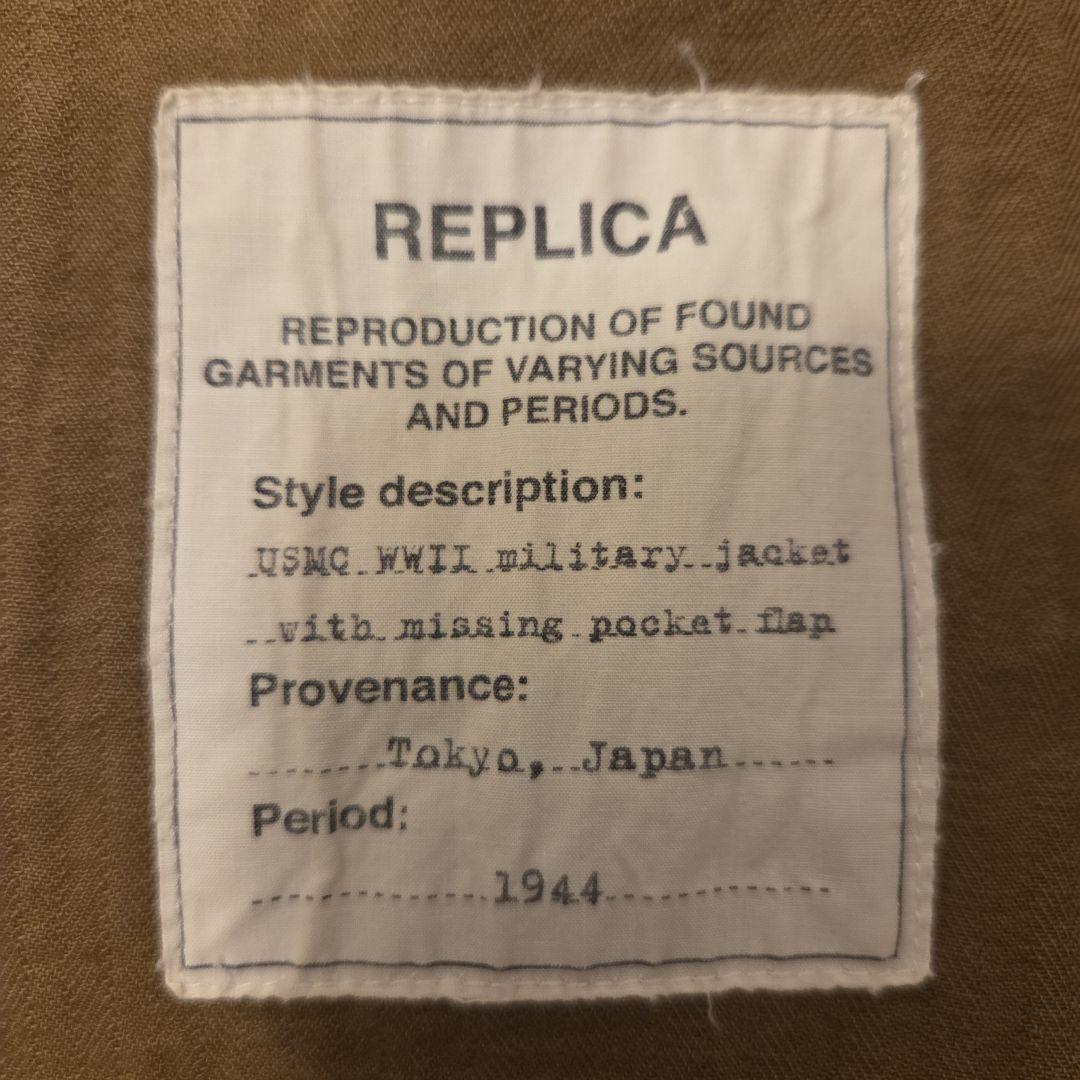 REPLICA
REPRODUCTION OF FOUND
GARMENTS OF VARYING SOURCES
AND PERIODS.
Style description:
USMC WWII military jacket
with missing pocket flap
Provenance:
Tokyo, Japan
Period:
1944